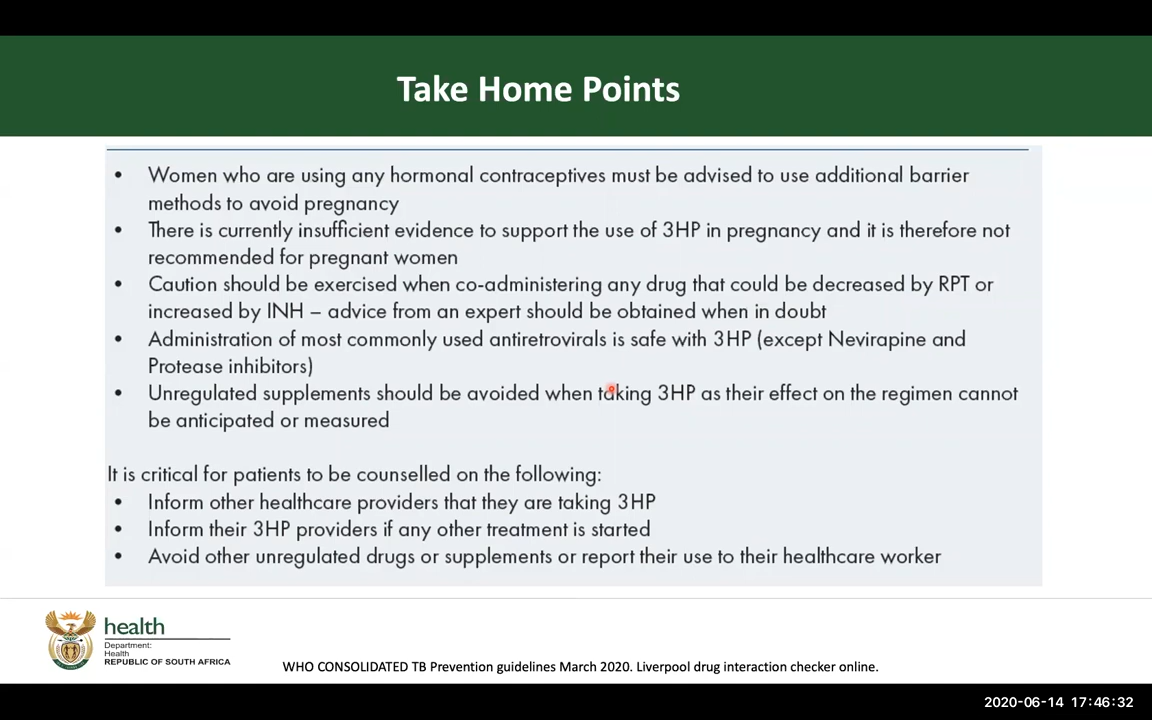 Take Home Points
• Women who are using any hormonal contraceptives must be advised to use additional barrier
methods to avoid pregnancy
• There is currently insufficient evidence to support the use of 3HP in pregnancy and it is therefore not
recommended for pregnant women
• Caution should be exercised when co-administering any drug that could be decreased by RPT or
increased by INH – advice from an expert should be obtained when in doubt
• Administration of most commonly used antiretrovirals is safe with 3HP (except Nevirapine and
Protease inhibitors)
• Unregulated supplements should be avoided when taking 3HP as their effect on the regimen cannot
be anticipated or measured
It is critical for patients to be counselled on the following:
• Inform other healthcare providers that they are taking 3HP
• Inform their 3HP providers if any other treatment is started
• Avoid other unregulated drugs or supplements or report their use to their healthcare worker
health
Department:
Health
REPUBLIC OF SOUTH AFRICA
WHO CONSOLIDATED TB Prevention guidelines March 2020. Liverpool drug interaction checker online.
2020-06-14 17:46:32